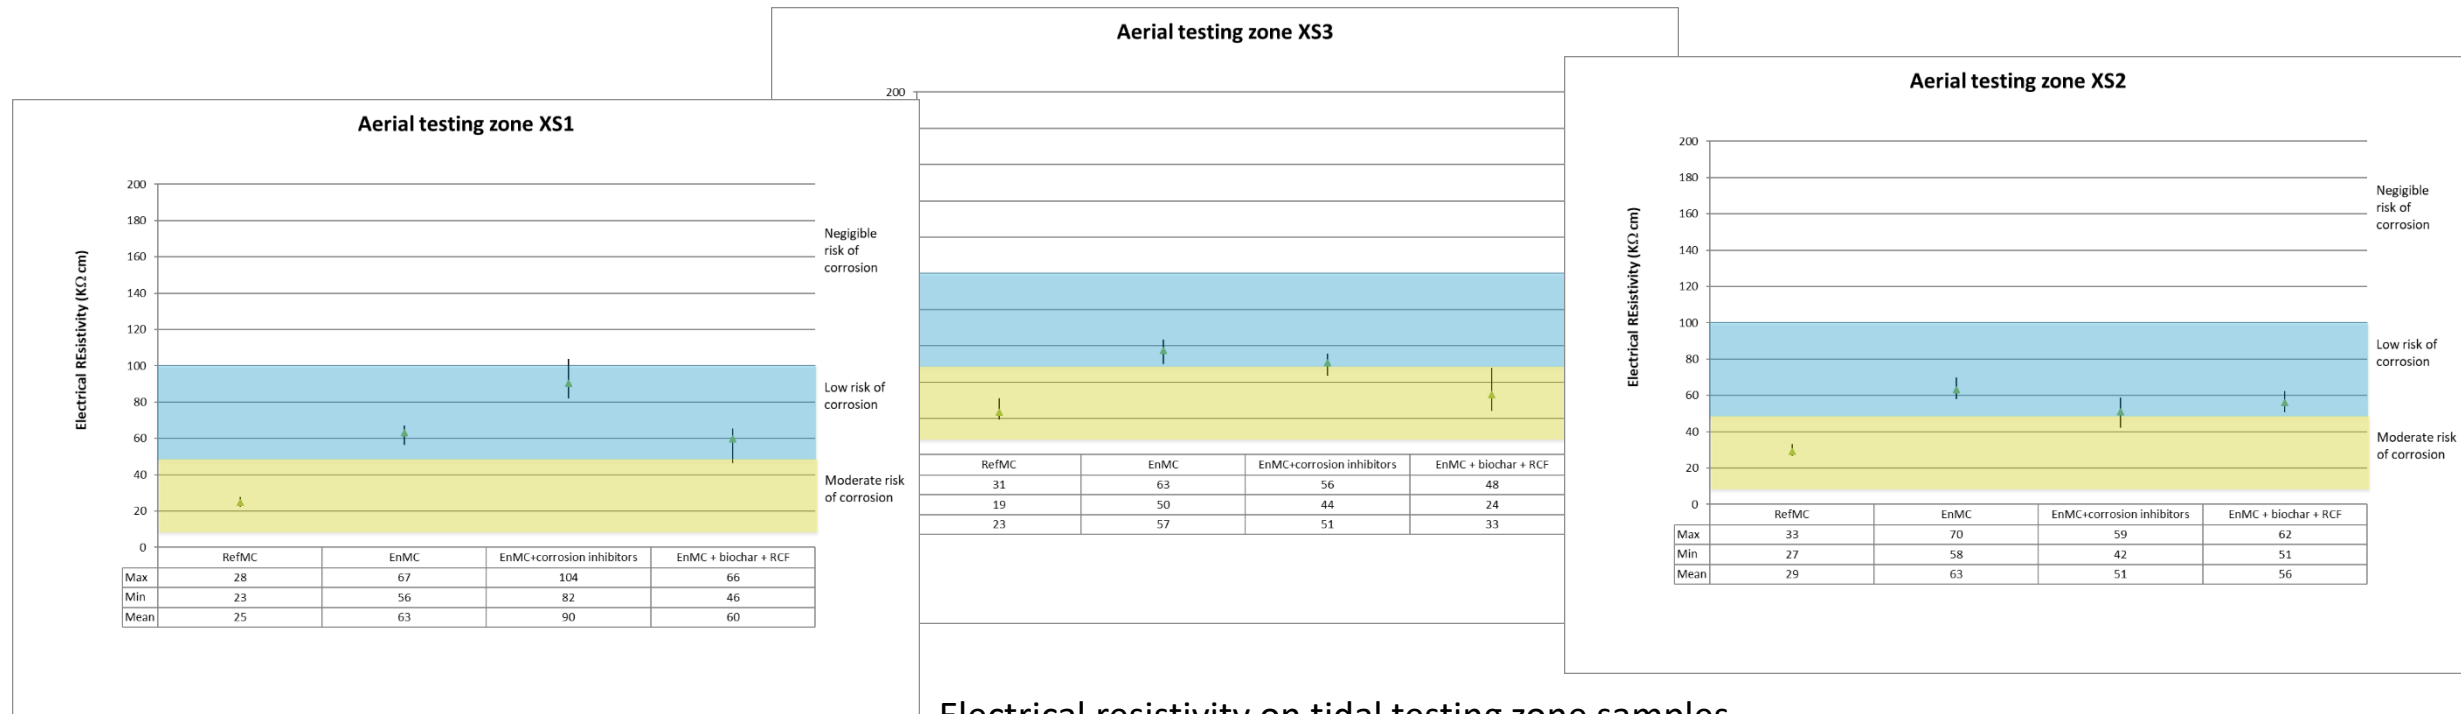 Aerial testing zone XS3
200
RefMC EnMC EnMC+corrosion inhibitors EnMC + biochar + RCF
31 63 56 48
19 50 44 24
23 57 51 33
Aerial testing zone XS1
Electrical REsistivity (KΩ cm)
200
180
160
140
120
100
80
60
40
20
0
Negigible
risk of
corrosion
Low risk of
corrosion
Moderate risk
of corrosion
RefMC EnMC EnMC+corrosion inhibitors EnMC + biochar + RCF
Max 28 67 104 66
Min 23 56 82 46
Mean 25 63 90 60
Aerial testing zone XS2
Electrical REsistivity (KΩ cm)
200
180
160
140
120
100
80
60
40
20
0
Negigible
risk of
corrosion
Low risk of
corrosion
Moderate risk
of corrosion
RefMC EnMC EnMC+corrosion inhibitors EnMC + biochar + RCF
Max 33 70 59 62
Min 27 58 42 51
Mean 29 63 51 56
Electrical resistivity on tidal testing zone samples